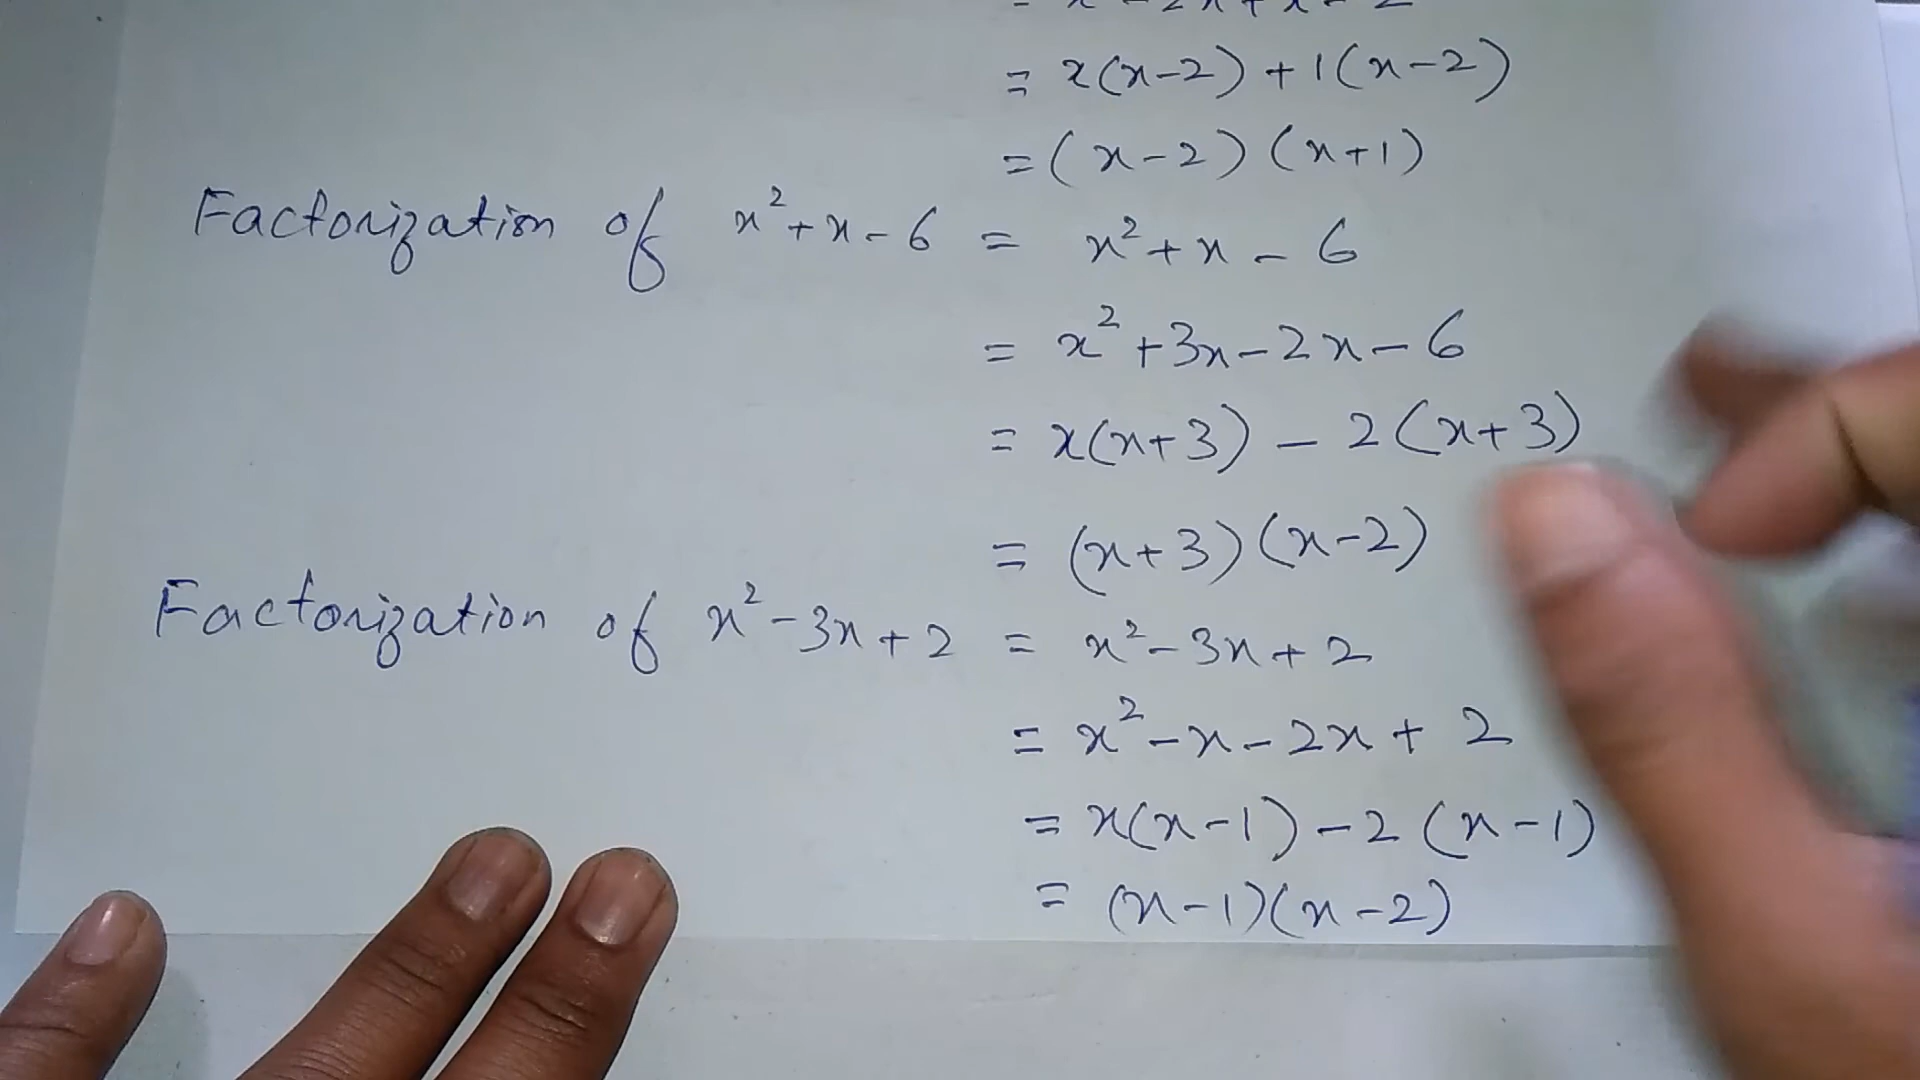 = x(x-2)+1(x-2)
=(x-2)(x+1)
Factorization of x²+x-6 = x²+x-6
= x²+3x-2x-6
= x(x+3)-2(x+3)
= (x+3)(x-2)
Factorization of x²-3x+2 = x²-3x+2
= x²-x-2x+2
= x(x-1)-2(x-1)
= (x-1)(x-2)